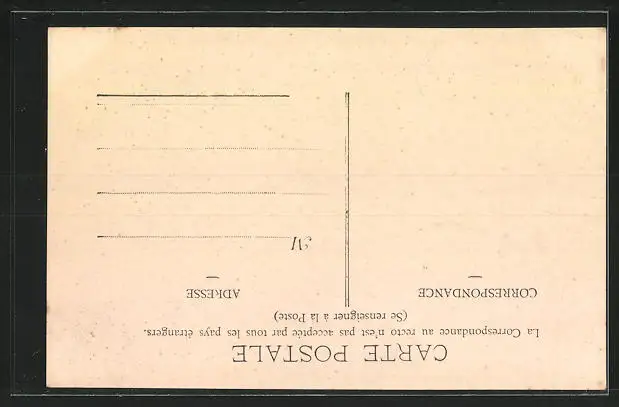 CARTE POSTALE
La Correspondance au recto n'est pas acceptée par tous les pays étrangers.
(Se renseigner à la Poste)
CORRESPONDANCE
ADRESSE
M